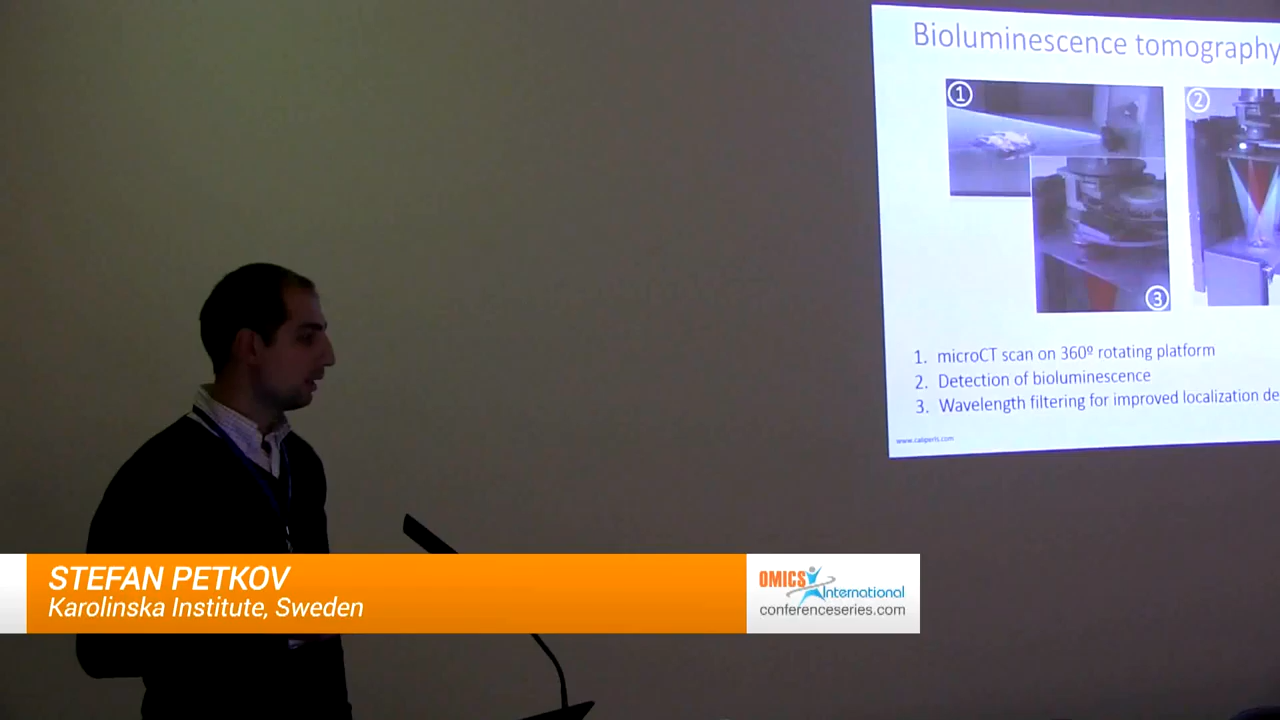 Bioluminescence tomography
1
2
3
1. microCT scan on 360º rotating platform
2. Detection of bioluminescence
3. Wavelength filtering for improved localization de
www.caliperls.com
STEFAN PETKOV
Karolinska Institute, Sweden
OMICS International
conferenceseries.com